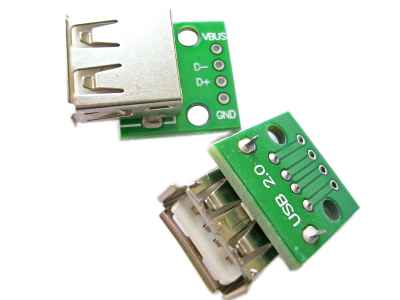 VBUS
D-
D+
GND
USB 2.0